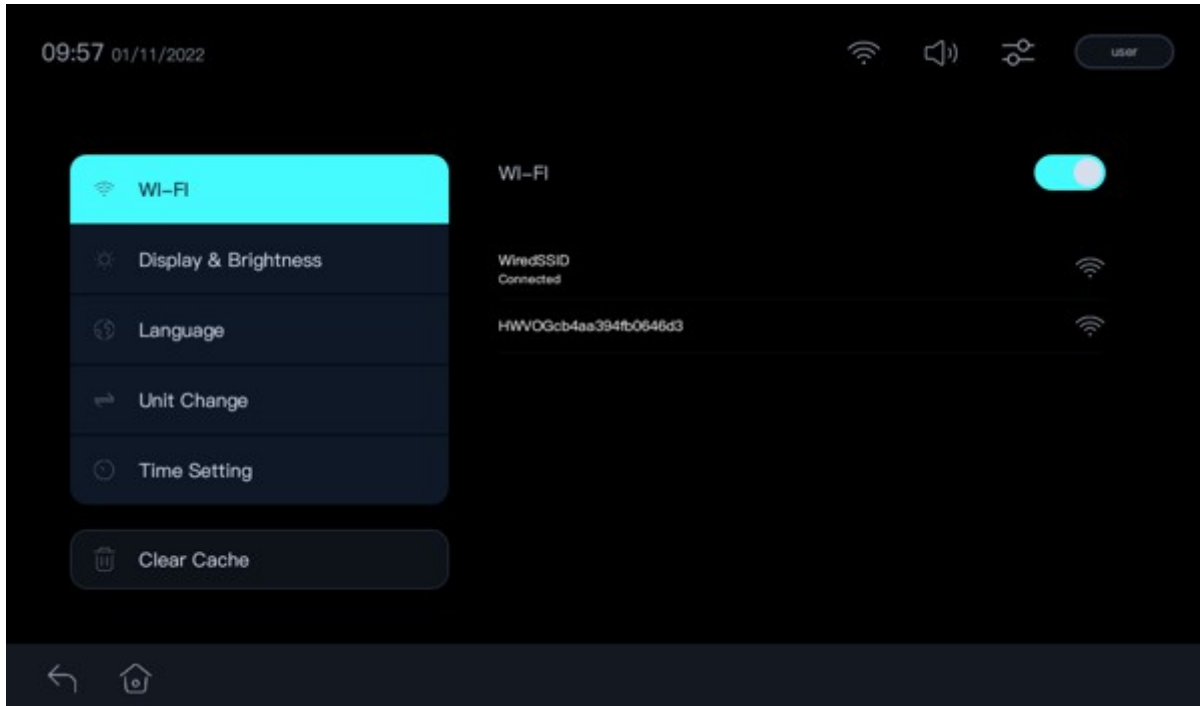 09:57 01/11/2022
user
WI-FI
Display & Brightness
Language
Unit Change
Time Setting
Clear Cache
WI-FI
WiredSSID
Connected
HWVOGcb4aa394fb0646d3